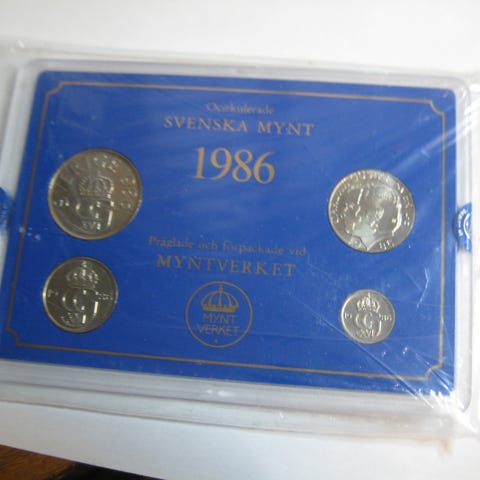 Ocirkulerade
SVENSKA MYNT
1986
Präglade och förpackade vid
MYNTVERKET
MYNT
VERKET